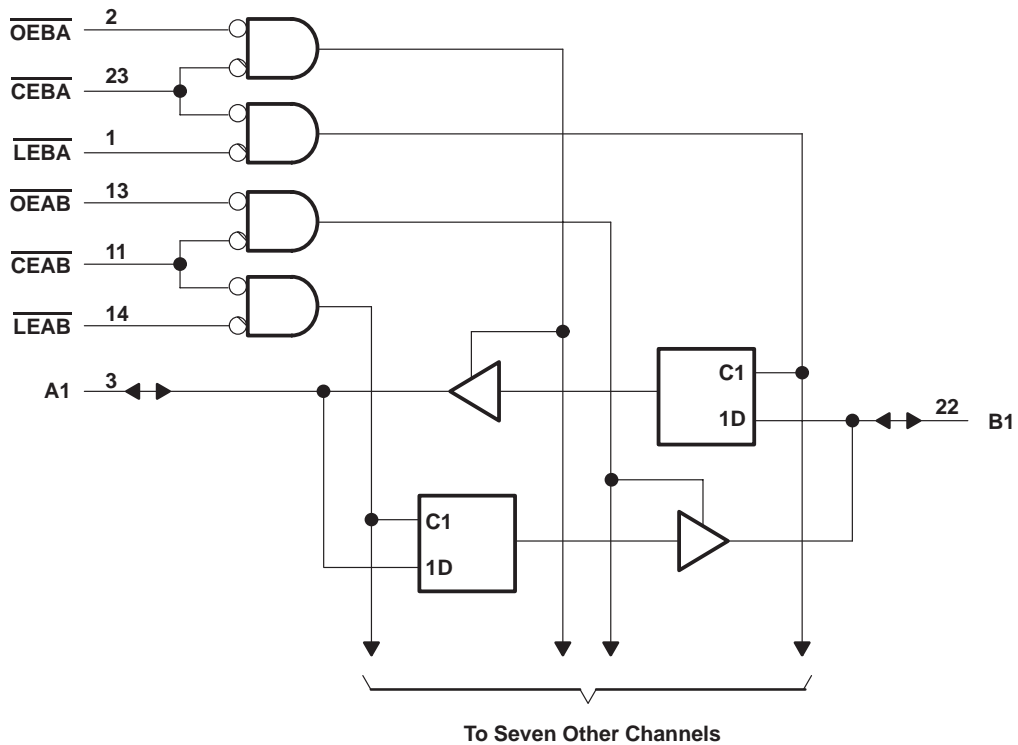 OEBA 2
CEBA 23
LEBA 1
OEAB 13
CEAB 11
LEAB 14
A1 3
C1
1D
22 B1
C1
1D
To Seven Other Channels